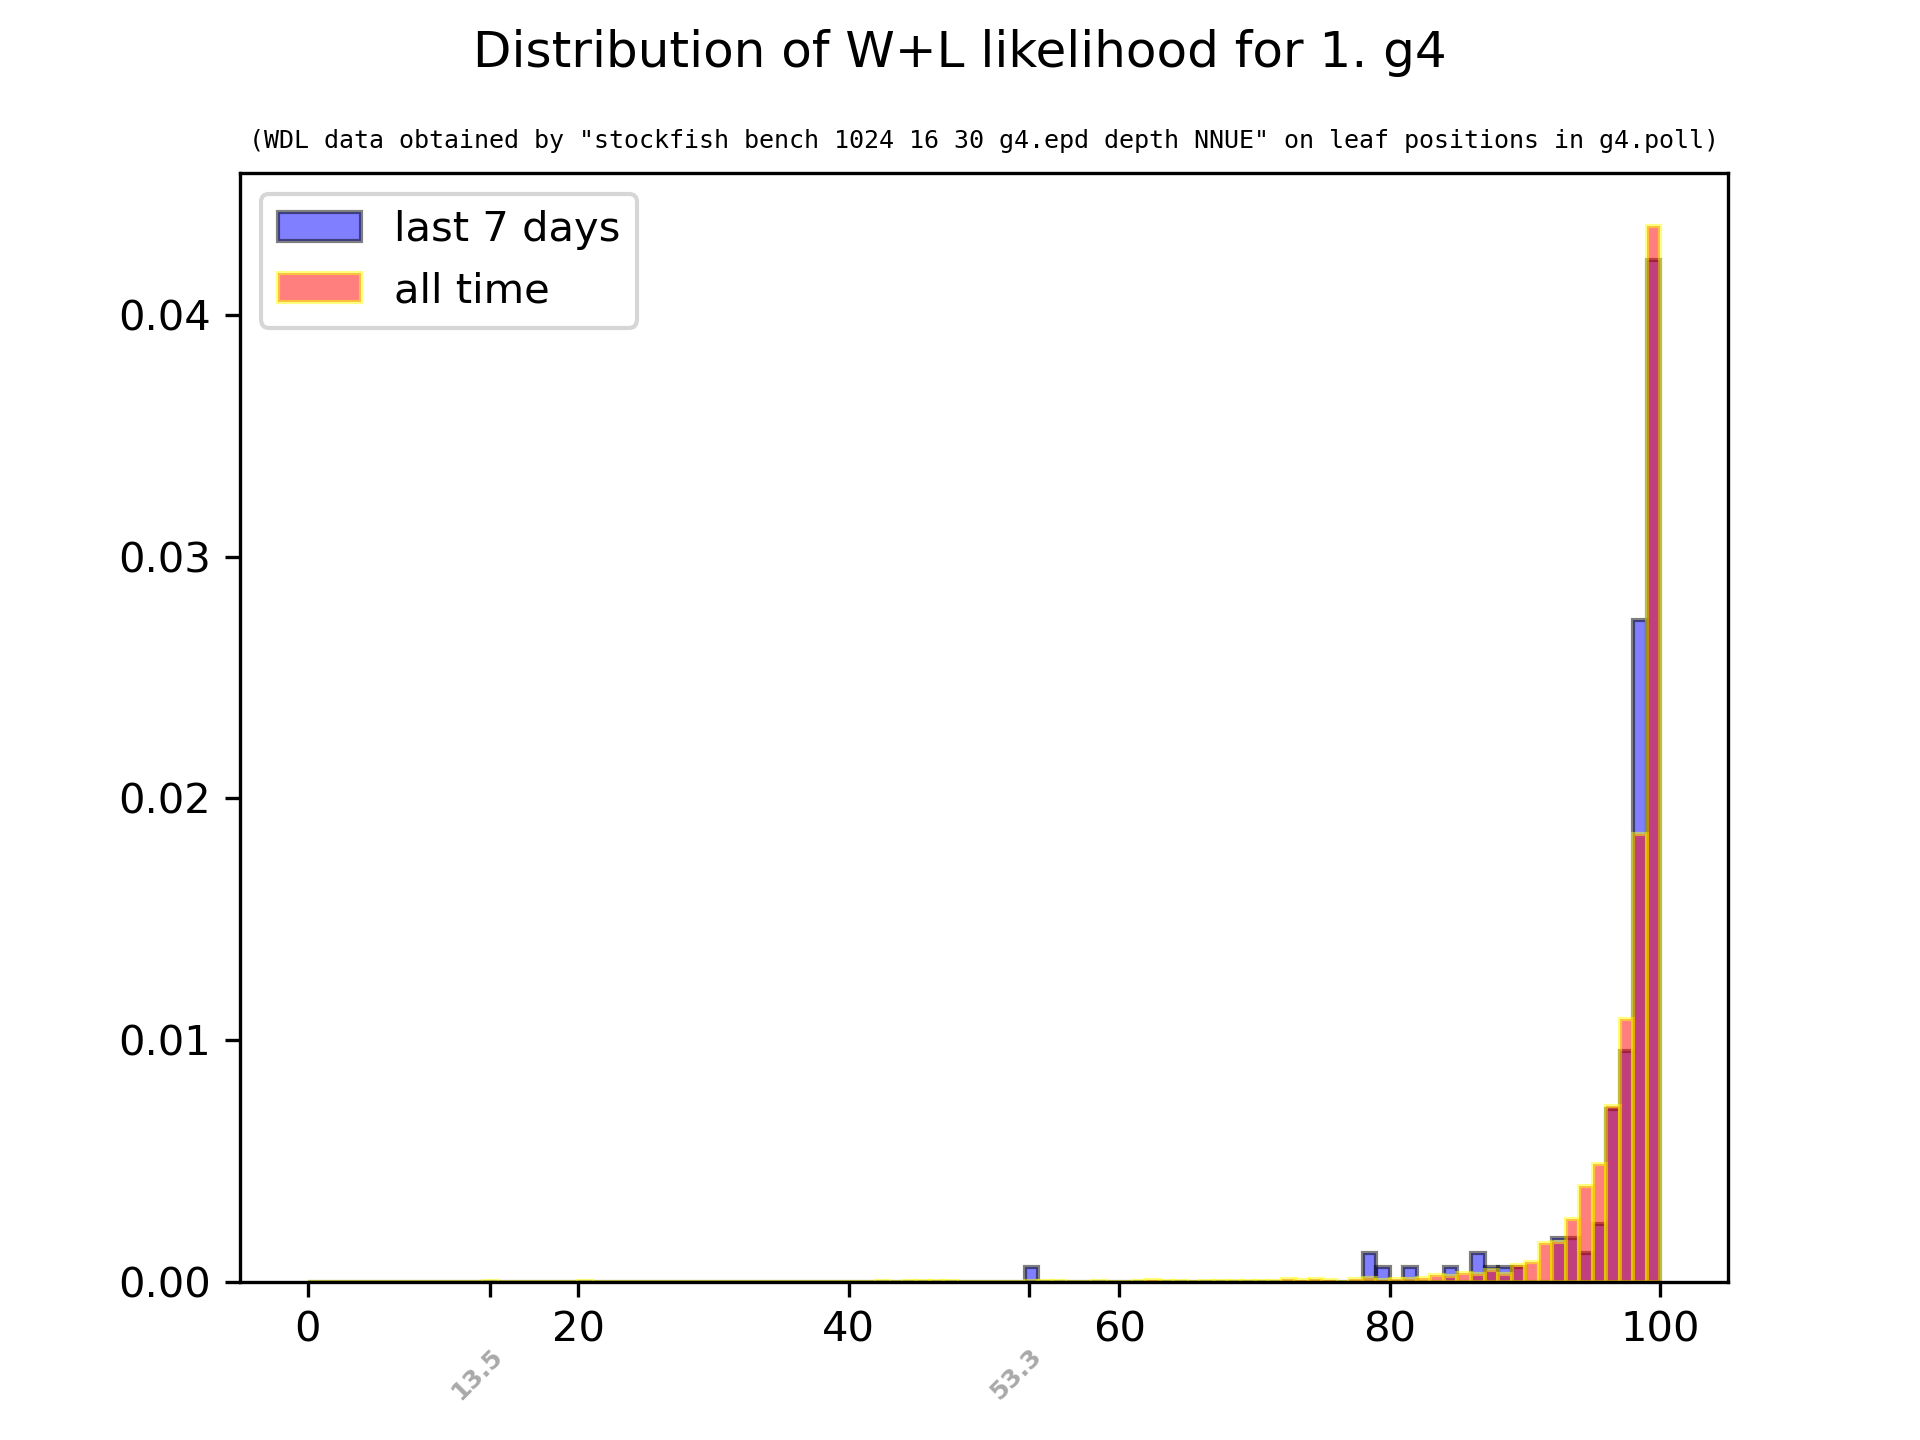 Distribution of W+L likelihood for 1. g4
(WDL data obtained by "stockfish bench 1024 16 30 g4.epd depth NNUE" on leaf positions in g4.poll)
last 7 days
all time
0.04
0.03
0.02
0.01
0.00
0 20 40 60 80 100
13.5 53.3